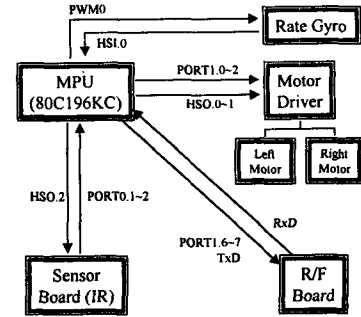 PWM0
HSI.0
Rate Gyro
MPU
(80C196KC)
PORT1.0~2
HSO.0~1
Motor
Driver
Left
Motor
Right
Motor
HSO.2
PORT0.1~2
RxD
PORT1.6~7
TxD
Sensor
Board (IR)
R/F
Board